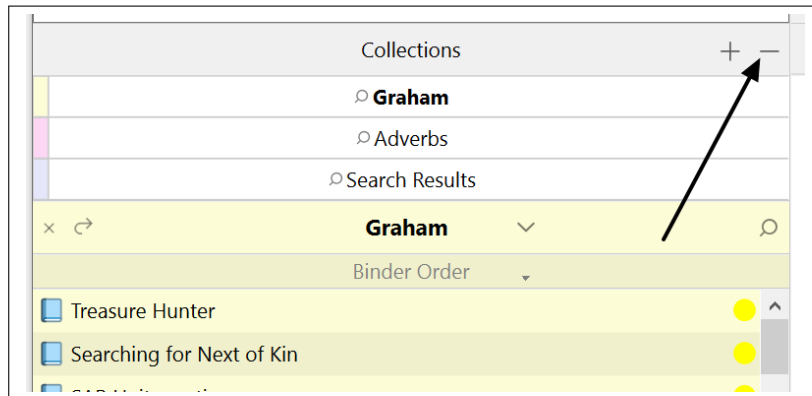 Collections
Graham
Adverbs
Search Results
Graham
Binder Order
Treasure Hunter
Searching for Next of Kin